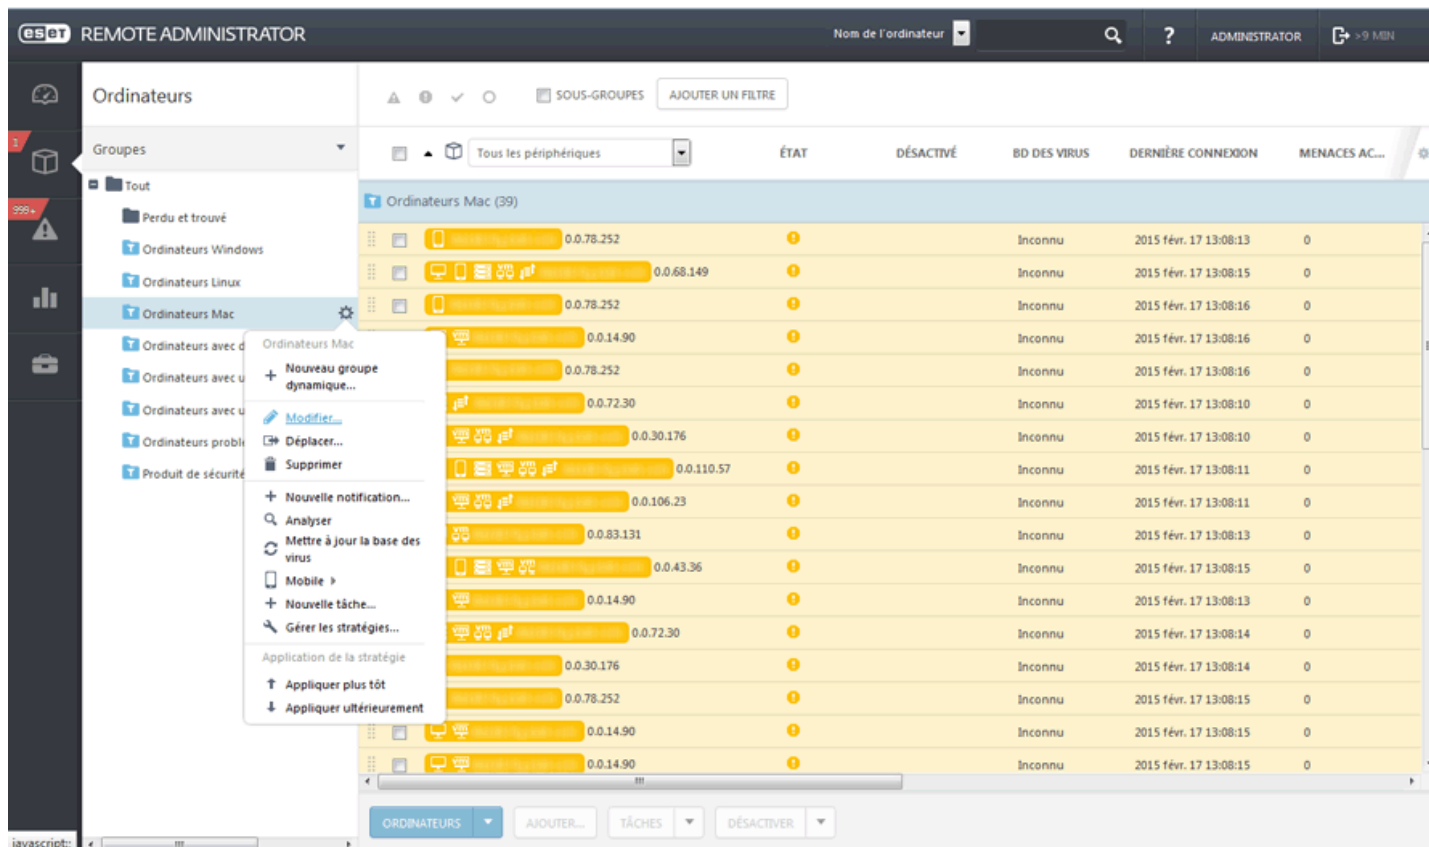 eset REMOTE ADMINISTRATOR
Nom de l'ordinateur
?
ADMINISTRATOR
>9 MIN
Ordinateurs
SOUS-GROUPES
AJOUTER UN FILTRE
1
Groupes
Tous les périphériques
ÉTAT
DÉSACTIVÉ
BD DES VIRUS
DERNIÈRE CONNEXION
MENACES AC...
Tout
999+
Perdu et trouvé
Ordinateurs Windows
Ordinateurs Linux
Ordinateurs Mac
Ordinateurs avec d
Ordinateurs avec u
Ordinateurs avec u
Ordinateurs problè
Produit de sécurité
Ordinateurs Mac
Nouveau groupe
dynamique...
Modifier...
Déplacer...
Supprimer
Nouvelle notification...
Analyser
Mettre à jour la base des
virus
Mobile
Nouvelle tâche...
Gérer les stratégies...
Application de la stratégie
Appliquer plus tôt
Appliquer ultérieurement
Ordinateurs Mac (39)
0.0.78.252 Inconnu 2015 févr. 17 13:08:13 0
0.0.68.149 Inconnu 2015 févr. 17 13:08:15 0
0.0.78.252 Inconnu 2015 févr. 17 13:08:16 0
0.0.14.90 Inconnu 2015 févr. 17 13:08:16 0
0.0.78.252 Inconnu 2015 févr. 17 13:08:16 0
0.0.72.30 Inconnu 2015 févr. 17 13:08:10 0
0.0.30.176 Inconnu 2015 févr. 17 13:08:10 0
0.0.110.57 Inconnu 2015 févr. 17 13:08:11 0
0.0.106.23 Inconnu 2015 févr. 17 13:08:11 0
0.0.83.131 Inconnu 2015 févr. 17 13:08:13 0
0.0.43.36 Inconnu 2015 févr. 17 13:08:15 0
0.0.14.90 Inconnu 2015 févr. 17 13:08:13 0
0.0.72.30 Inconnu 2015 févr. 17 13:08:14 0
0.0.30.176 Inconnu 2015 févr. 17 13:08:14 0
0.0.78.252 Inconnu 2015 févr. 17 13:08:15 0
0.0.14.90 Inconnu 2015 févr. 17 13:08:15 0
0.0.14.90 Inconnu 2015 févr. 17 13:08:15 0
ORDINATEURS
AJOUTER...
TÂCHES
DÉSACTIVER
javascript: